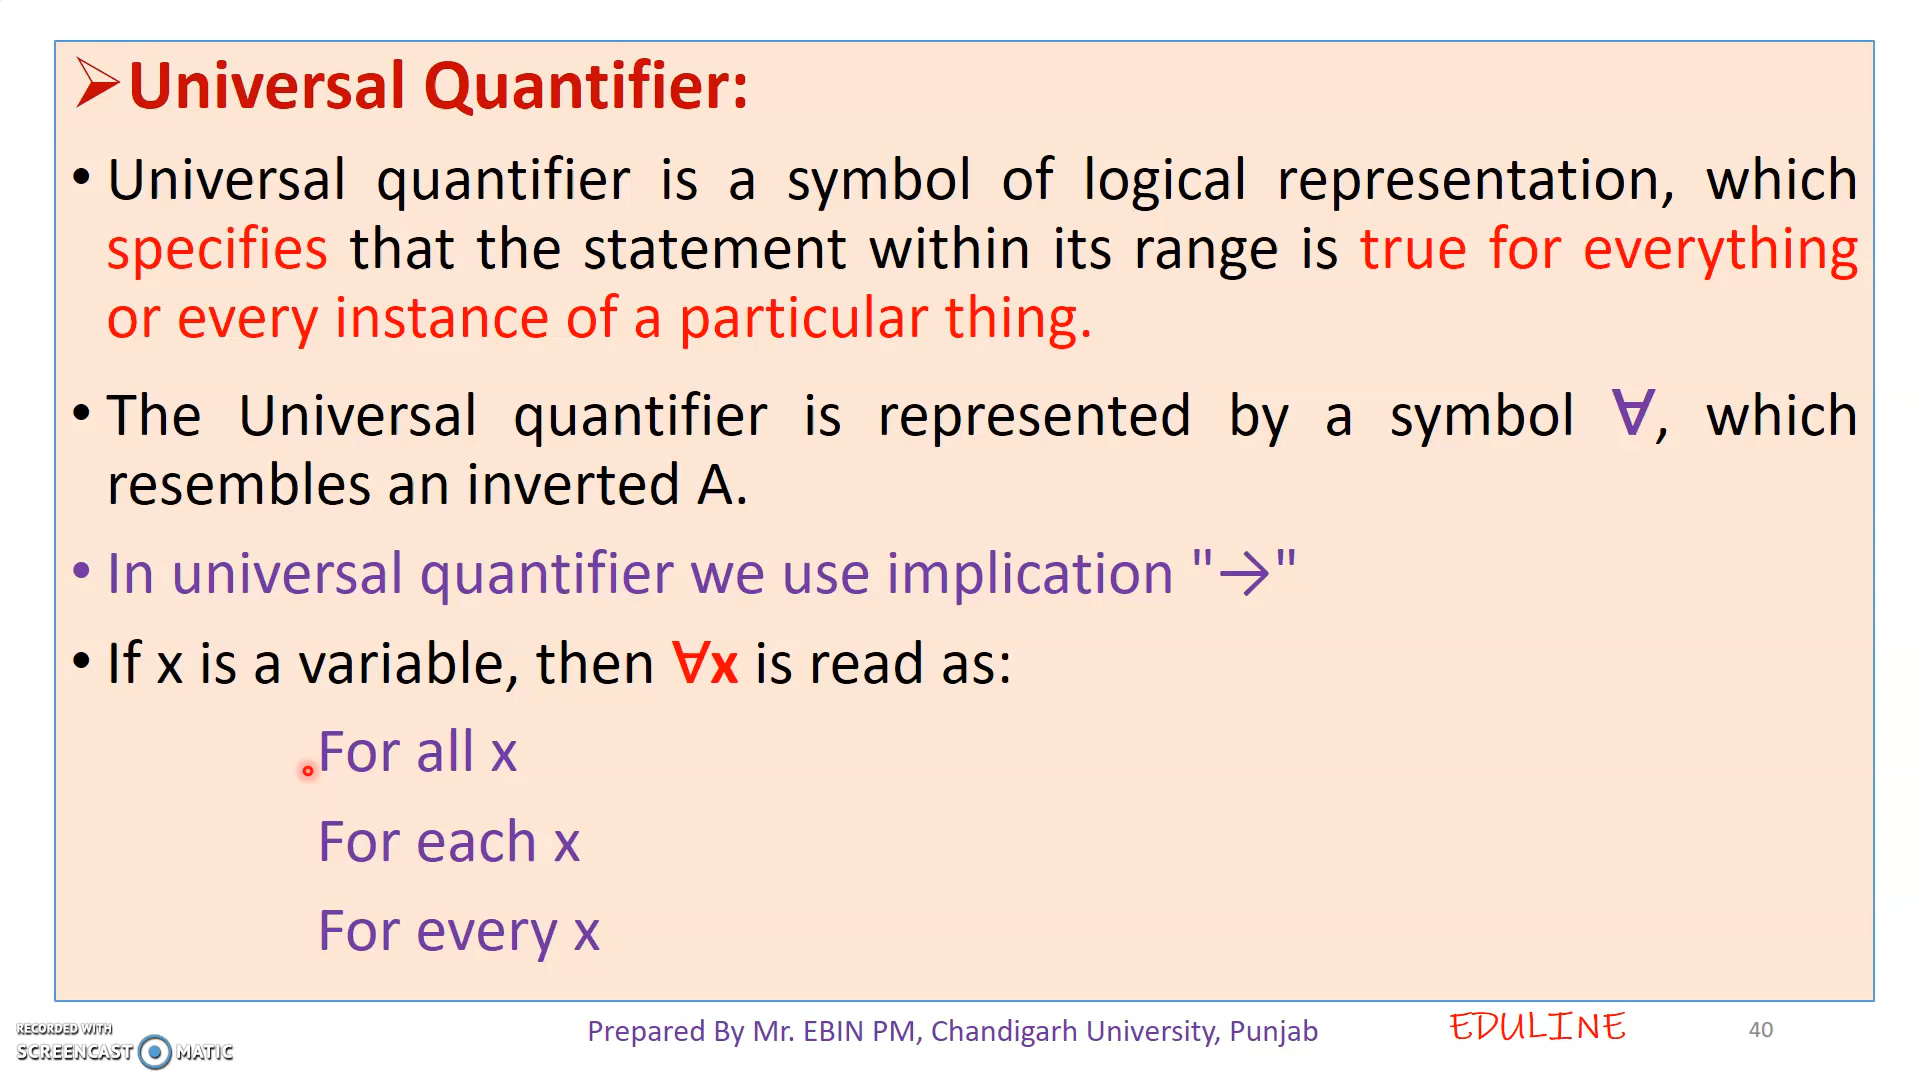 ➢Universal Quantifier:
• Universal quantifier is a symbol of logical representation, which
specifies that the statement within its range is true for everything
or every instance of a particular thing.
• The Universal quantifier is represented by a symbol ∀, which
resembles an inverted A.
• In universal quantifier we use implication "→"
• If x is a variable, then ∀x is read as:
For all x
For each x
For every x
Prepared By Mr. EBIN PM, Chandigarh University, Punjab
EDULINE
40
RECORDED WITH
SCREENCAST MATIC